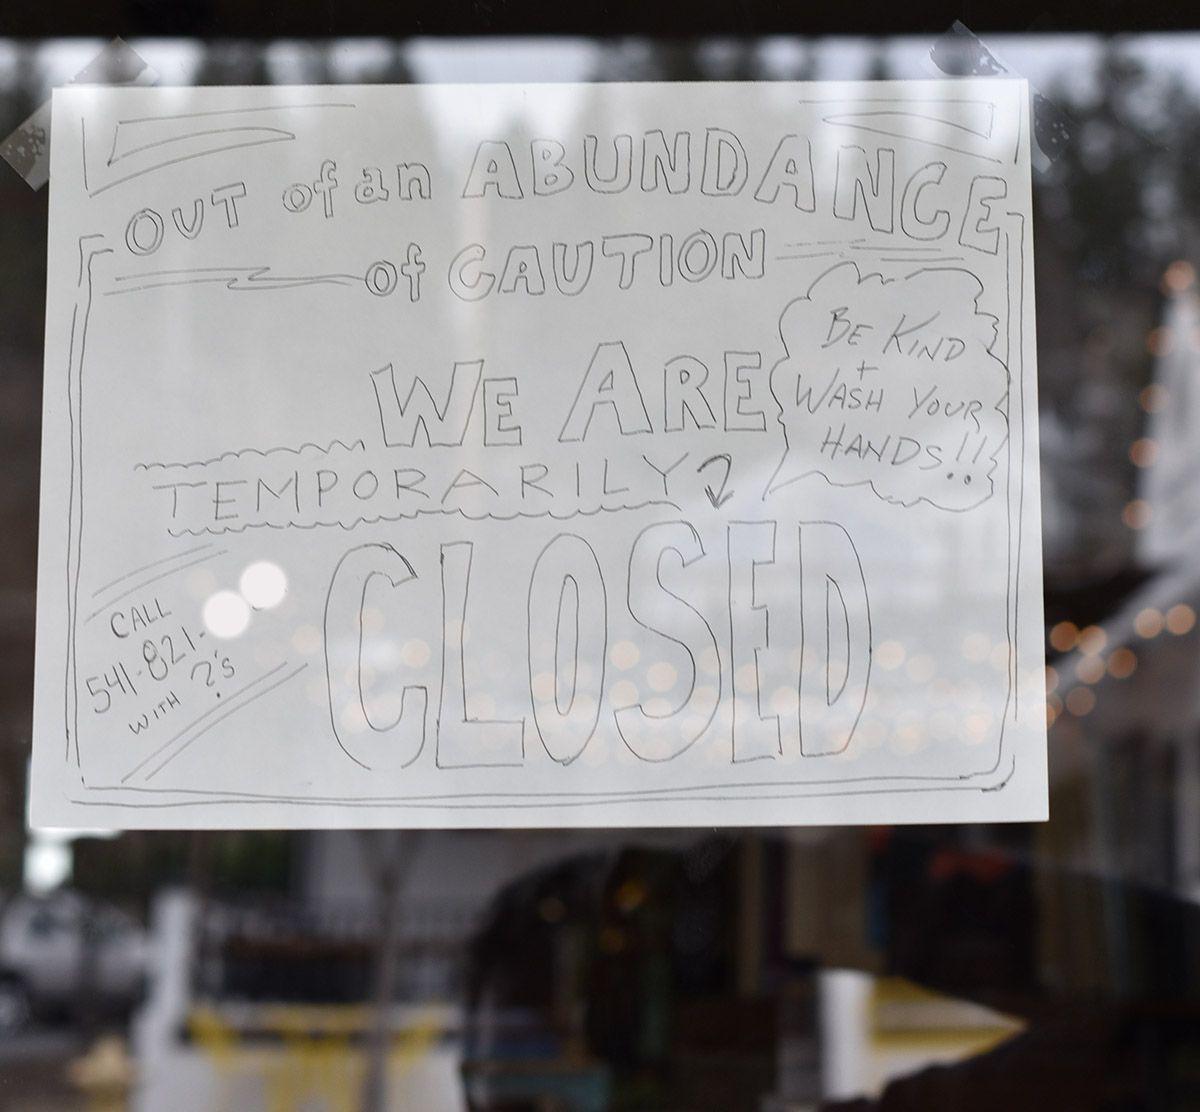 OUT of an ABUNDANCE
of CAUTION
WE ARE
TEMPORARILY
CLOSED
BE KIND
+
WASH YOUR
HANDS!!
CALL
541-821-
WITH ?'S